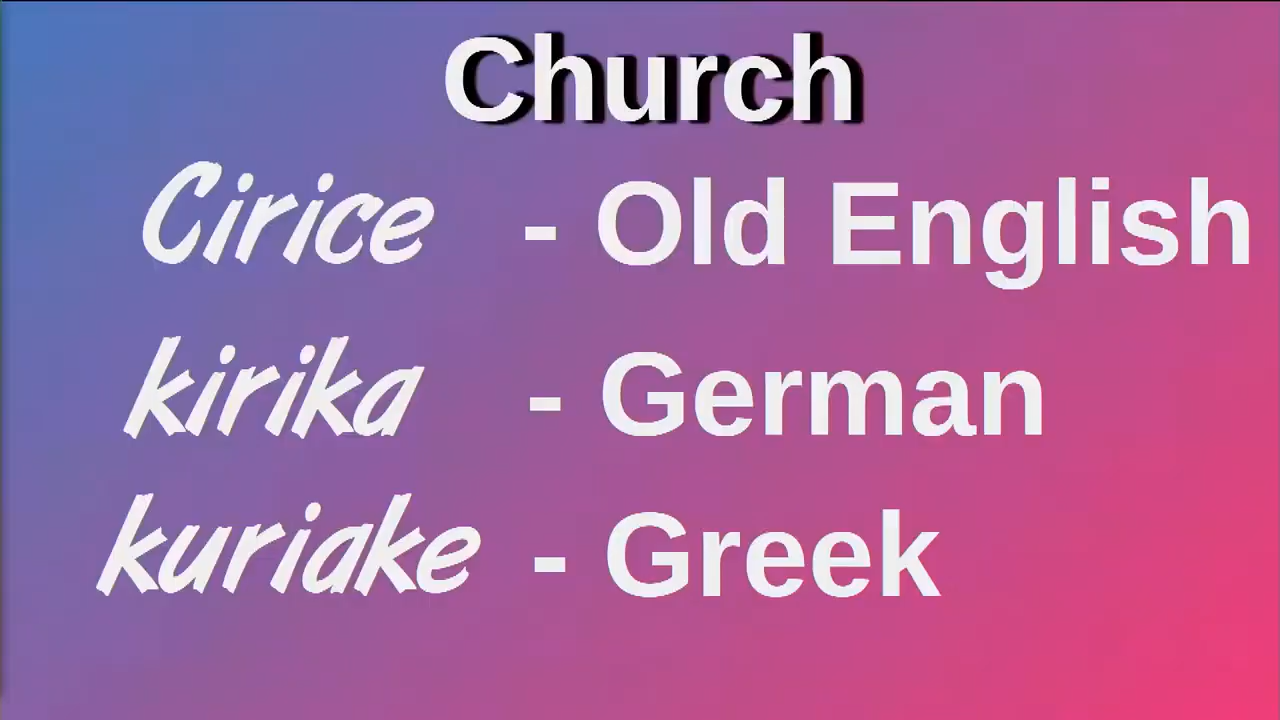 Church
Cirice - Old English
kirika - German
kuriake - Greek